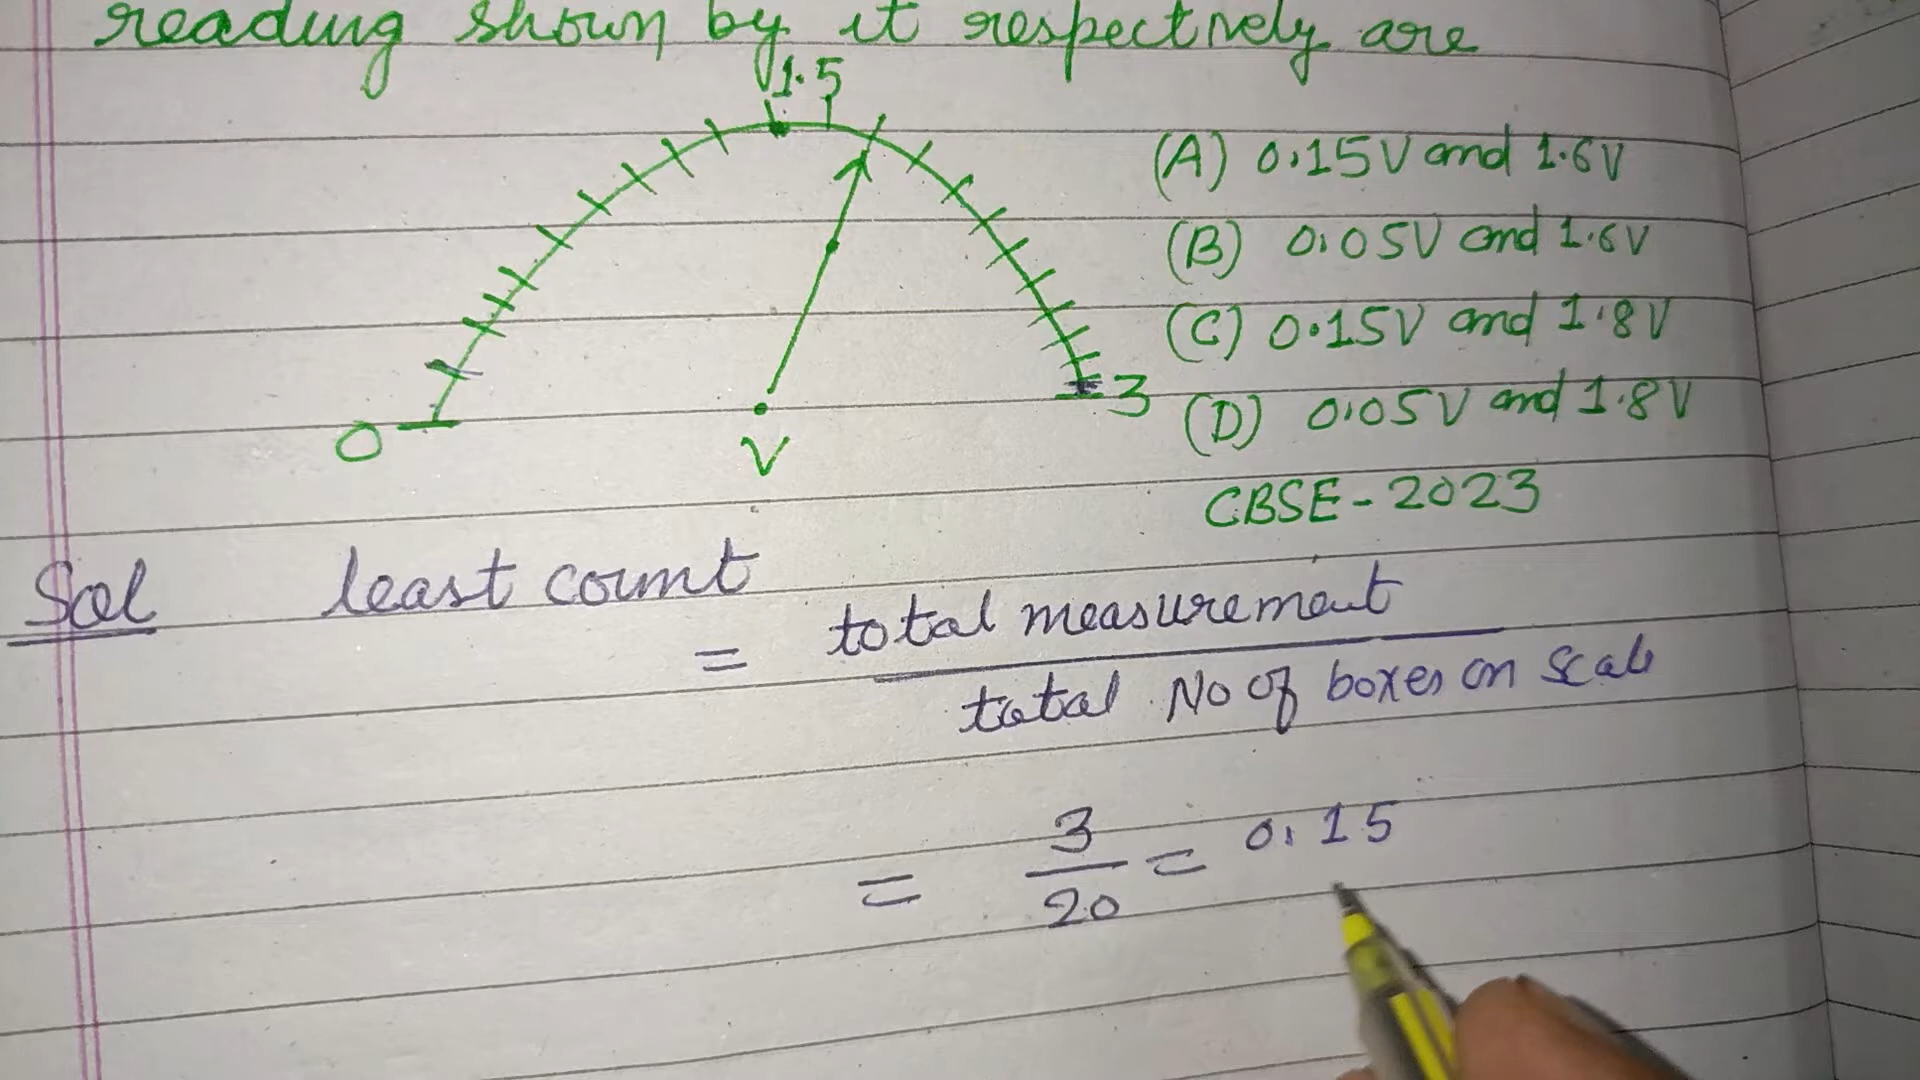 reading shown by it respectively are
1.5
(A) 0.15V and 1.6V
(B) 0.05V and 1.6V
(C) 0.15V and 1.8V
0 3
(D) 0.05V and 1.8V
V
CBSE-2023
Sol least count
= total measurement
total No of boxes on scale
= 3/20 = 0.15